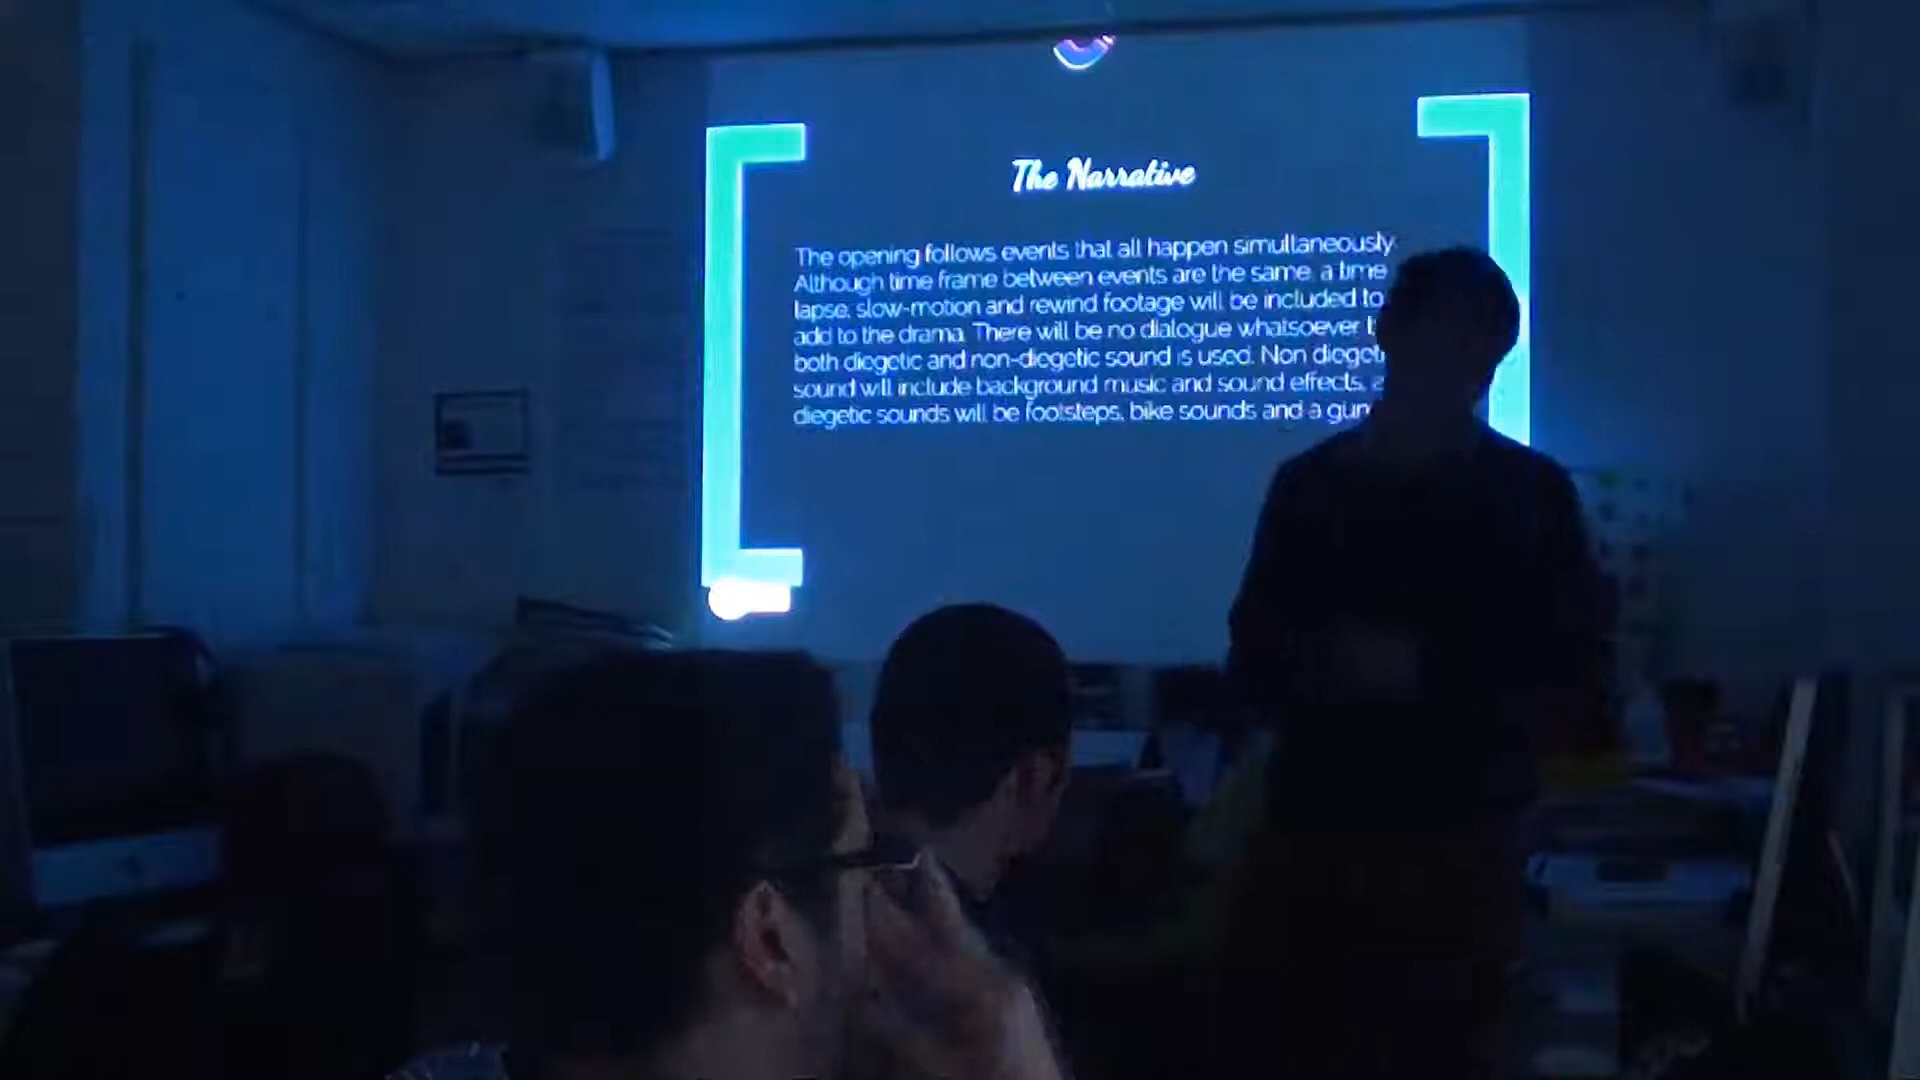 The Narrative
The opening follows events that all happen simultaneously.
Although time frame between events are the same, a time
lapse, slow-motion and rewind footage will be included to
add to the drama. There will be no dialogue whatsoever
both diegetic and non-diegetic sound is used. Non
sound will include background music and sound effects,
diegetic sounds will be footsteps, bike sounds and a